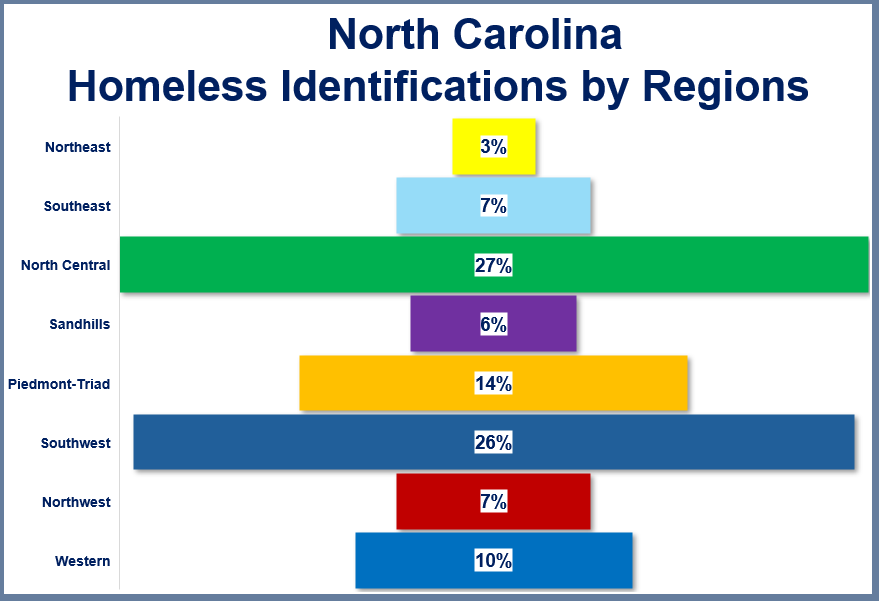 North Carolina
Homeless Identifications by Regions
Northeast 3%
Southeast 7%
North Central 27%
Sandhills 6%
Piedmont-Triad 14%
Southwest 26%
Northwest 7%
Western 10%